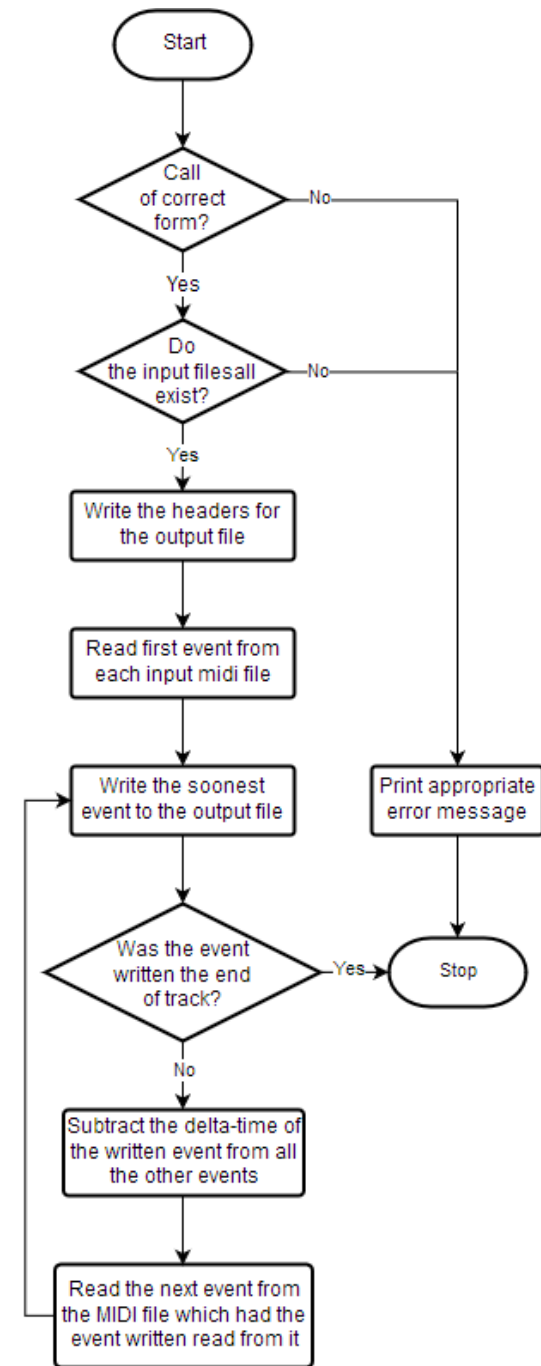 Start
Call
of correct
form?
No
Yes
Do
the input filesall
exist?
No
Yes
Write the headers for
the output file
Read first event from
each input midi file
Write the soonest
event to the output file
Print appropriate
error message
Was the event
written the end
of track?
Yes
Stop
No
Subtract the delta-time of
the written event from all
the other events
Read the next event from
the MIDI file which had the
event written read from it